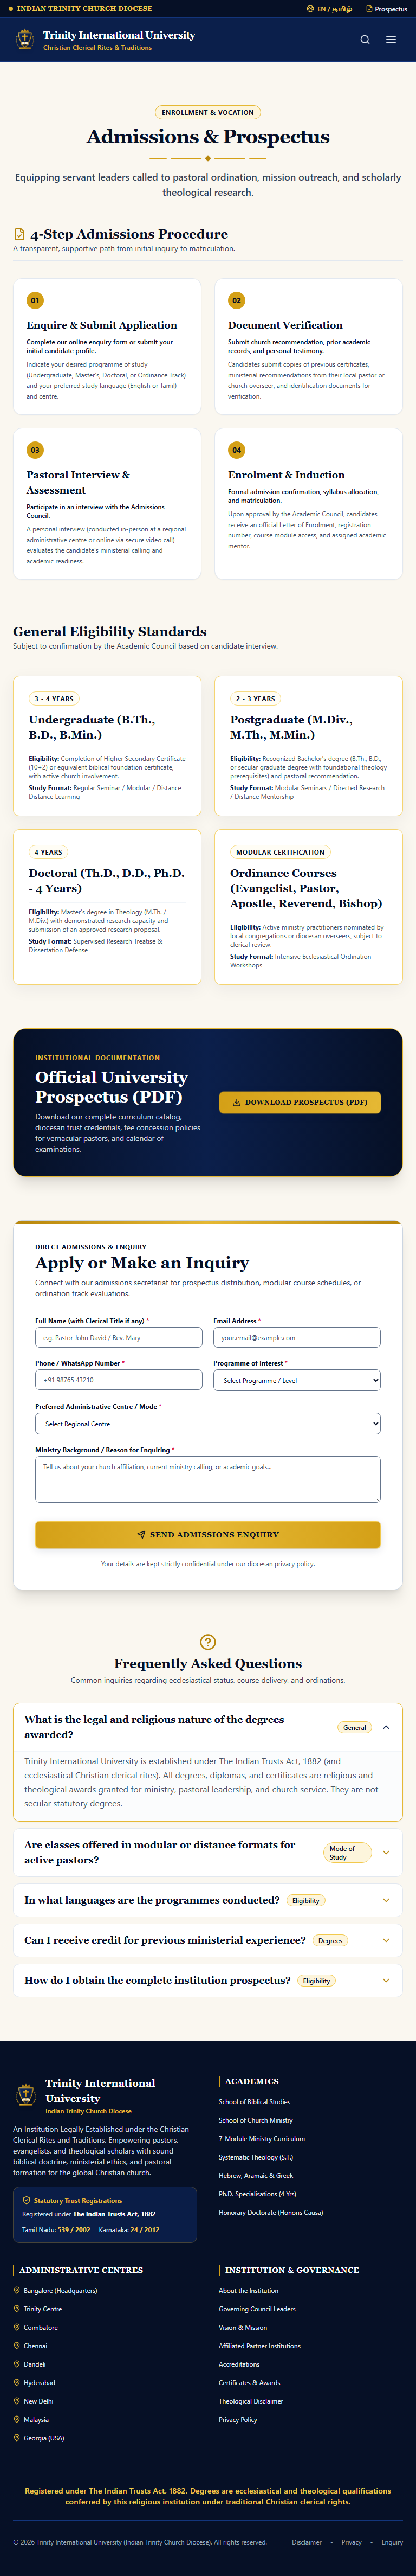 INDIAN TRINITY CHURCH DIOCESE
EN / தமிழ்
Prospectus
Trinity International University
Christian Clerical Rites & Traditions
ENROLLMENT & VOCATION
Admissions & Prospectus
Equipping servant leaders called to pastoral ordination, mission outreach, and scholarly
theological research.
4-Step Admissions Procedure
A transparent, supportive path from initial inquiry to matriculation.
01
Enquire & Submit Application
Complete our online enquiry form or submit your
initial candidate profile.
Indicate your desired programme of study
(Undergraduate, Master's, Doctoral, or Ordinance Track)
and your preferred study language (English or Tamil)
and centre.
02
Document Verification
Submit church recommendation, prior academic
records, and personal testimony.
Candidates submit copies of previous certificates,
ministerial recommendations from their local pastor or
church overseer, and identification documents for
verification.
03
Pastoral Interview &
Assessment
Participate in an interview with the Admissions
Council.
A personal interview (conducted in-person at a regional
administrative centre or online via secure video call)
evaluates the candidate's ministerial calling and
academic readiness.
04
Enrolment & Induction
Formal admission confirmation, syllabus allocation,
and matriculation.
Upon approval by the Academic Council, candidates
receive an official Letter of Enrolment, registration
number, course module access, and assigned academic
mentor.
General Eligibility Standards
Subject to confirmation by the Academic Council based on candidate interview.
3 - 4 YEARS
Undergraduate (B.Th.,
B.D., B.Min.)
Eligibility: Completion of Higher Secondary Certificate
(10+2) or equivalent biblical foundation certificate,
with active church involvement.
Study Format: Regular Seminar / Modular / Distance
Distance Learning
2 - 3 YEARS
Postgraduate (M.Div.,
M.Th., M.Min.)
Eligibility: Recognized Bachelor's degree (B.Th., B.D.,
or secular graduate degree with foundational theology
prerequisites) and pastoral recommendation.
Study Format: Modular Seminars / Directed Research
/ Distance Mentorship
4 YEARS
Doctoral (Th.D., D.D., Ph.D.
- 4 Years)
Eligibility: Master's degree in Theology (M.Th. /
M.Div.) with demonstrated research capacity and
submission of an approved research proposal.
Study Format: Supervised Research Treatise &
Dissertation Defense
MODULAR CERTIFICATION
Ordinance Courses
(Evangelist, Pastor,
Apostle, Reverend, Bishop)
Eligibility: Active ministry practitioners nominated by
local congregations or diocesan overseers, subject to
clerical review.
Study Format: Intensive Ecclesiastical Ordination
Workshops
INSTITUTIONAL DOCUMENTATION
Official University
Prospectus (PDF)
Download our complete curriculum catalog,
diocesan trust credentials, fee concession policies
for vernacular pastors, and calendar of
examinations.
DOWNLOAD PROSPECTUS (PDF)
DIRECT ADMISSIONS & ENQUIRY
Apply or Make an Inquiry
Connect with our admissions secretariat for prospectus distribution, modular course schedules, or
ordination track evaluations.
Full Name (with Clerical Title if any) *
e.g. Pastor John David / Rev. Mary
Email Address *
your.email@example.com
Phone / WhatsApp Number *
+91 98765 43210
Programme of Interest *
Select Programme / Level
Preferred Administrative Centre / Mode *
Select Regional Centre
Ministry Background / Reason for Enquiring *
Tell us about your church affiliation, current ministry calling, or academic goals...
SEND ADMISSIONS ENQUIRY
Your details are kept strictly confidential under our diocesan privacy policy.
Frequently Asked Questions
Common inquiries regarding ecclesiastical status, course delivery, and ordinations.
What is the legal and religious nature of the degrees
awarded?
General
Trinity International University is established under The Indian Trusts Act, 1882 (and
ecclesiastical Christian clerical rites). All degrees, diplomas, and certificates are religious and
theological awards granted for ministry, pastoral leadership, and church service. They are not
secular statutory degrees.
Are classes offered in modular or distance formats for
active pastors?
Mode of
Study
In what languages are the programmes conducted?
Eligibility
Can I receive credit for previous ministerial experience?
Degrees
How do I obtain the complete institution prospectus?
Eligibility
Trinity International
University
Indian Trinity Church Diocese
An Institution Legally Established under the Christian
Clerical Rites and Traditions. Empowering pastors,
evangelists, and theological scholars with sound
biblical doctrine, ministerial ethics, and pastoral
formation for the global Christian church.
Statutory Trust Registrations
Registered under The Indian Trusts Act, 1882
Tamil Nadu: 539 / 2002 Karnataka: 24 / 2012
ACADEMICS
School of Biblical Studies
School of Church Ministry
7-Module Ministry Curriculum
Systematic Theology (S.T.)
Hebrew, Aramaic & Greek
Ph.D. Specialisations (4 Yrs)
Honorary Doctorate (Honoris Causa)
ADMINISTRATIVE CENTRES
Bangalore (Headquarters)
Trinity Centre
Coimbatore
Chennai
Dandeli
Hyderabad
New Delhi
Malaysia
Georgia (USA)
INSTITUTION & GOVERNANCE
About the Institution
Governing Council Leaders
Vision & Mission
Affiliated Partner Institutions
Accreditations
Certificates & Awards
Theological Disclaimer
Privacy Policy
Registered under The Indian Trusts Act, 1882. Degrees are ecclesiastical and theological qualifications
conferred by this religious institution under traditional Christian clerical rights.
© 2026 Trinity International University (Indian Trinity Church Diocese). All rights reserved.
Disclaimer • Privacy • Enquiry